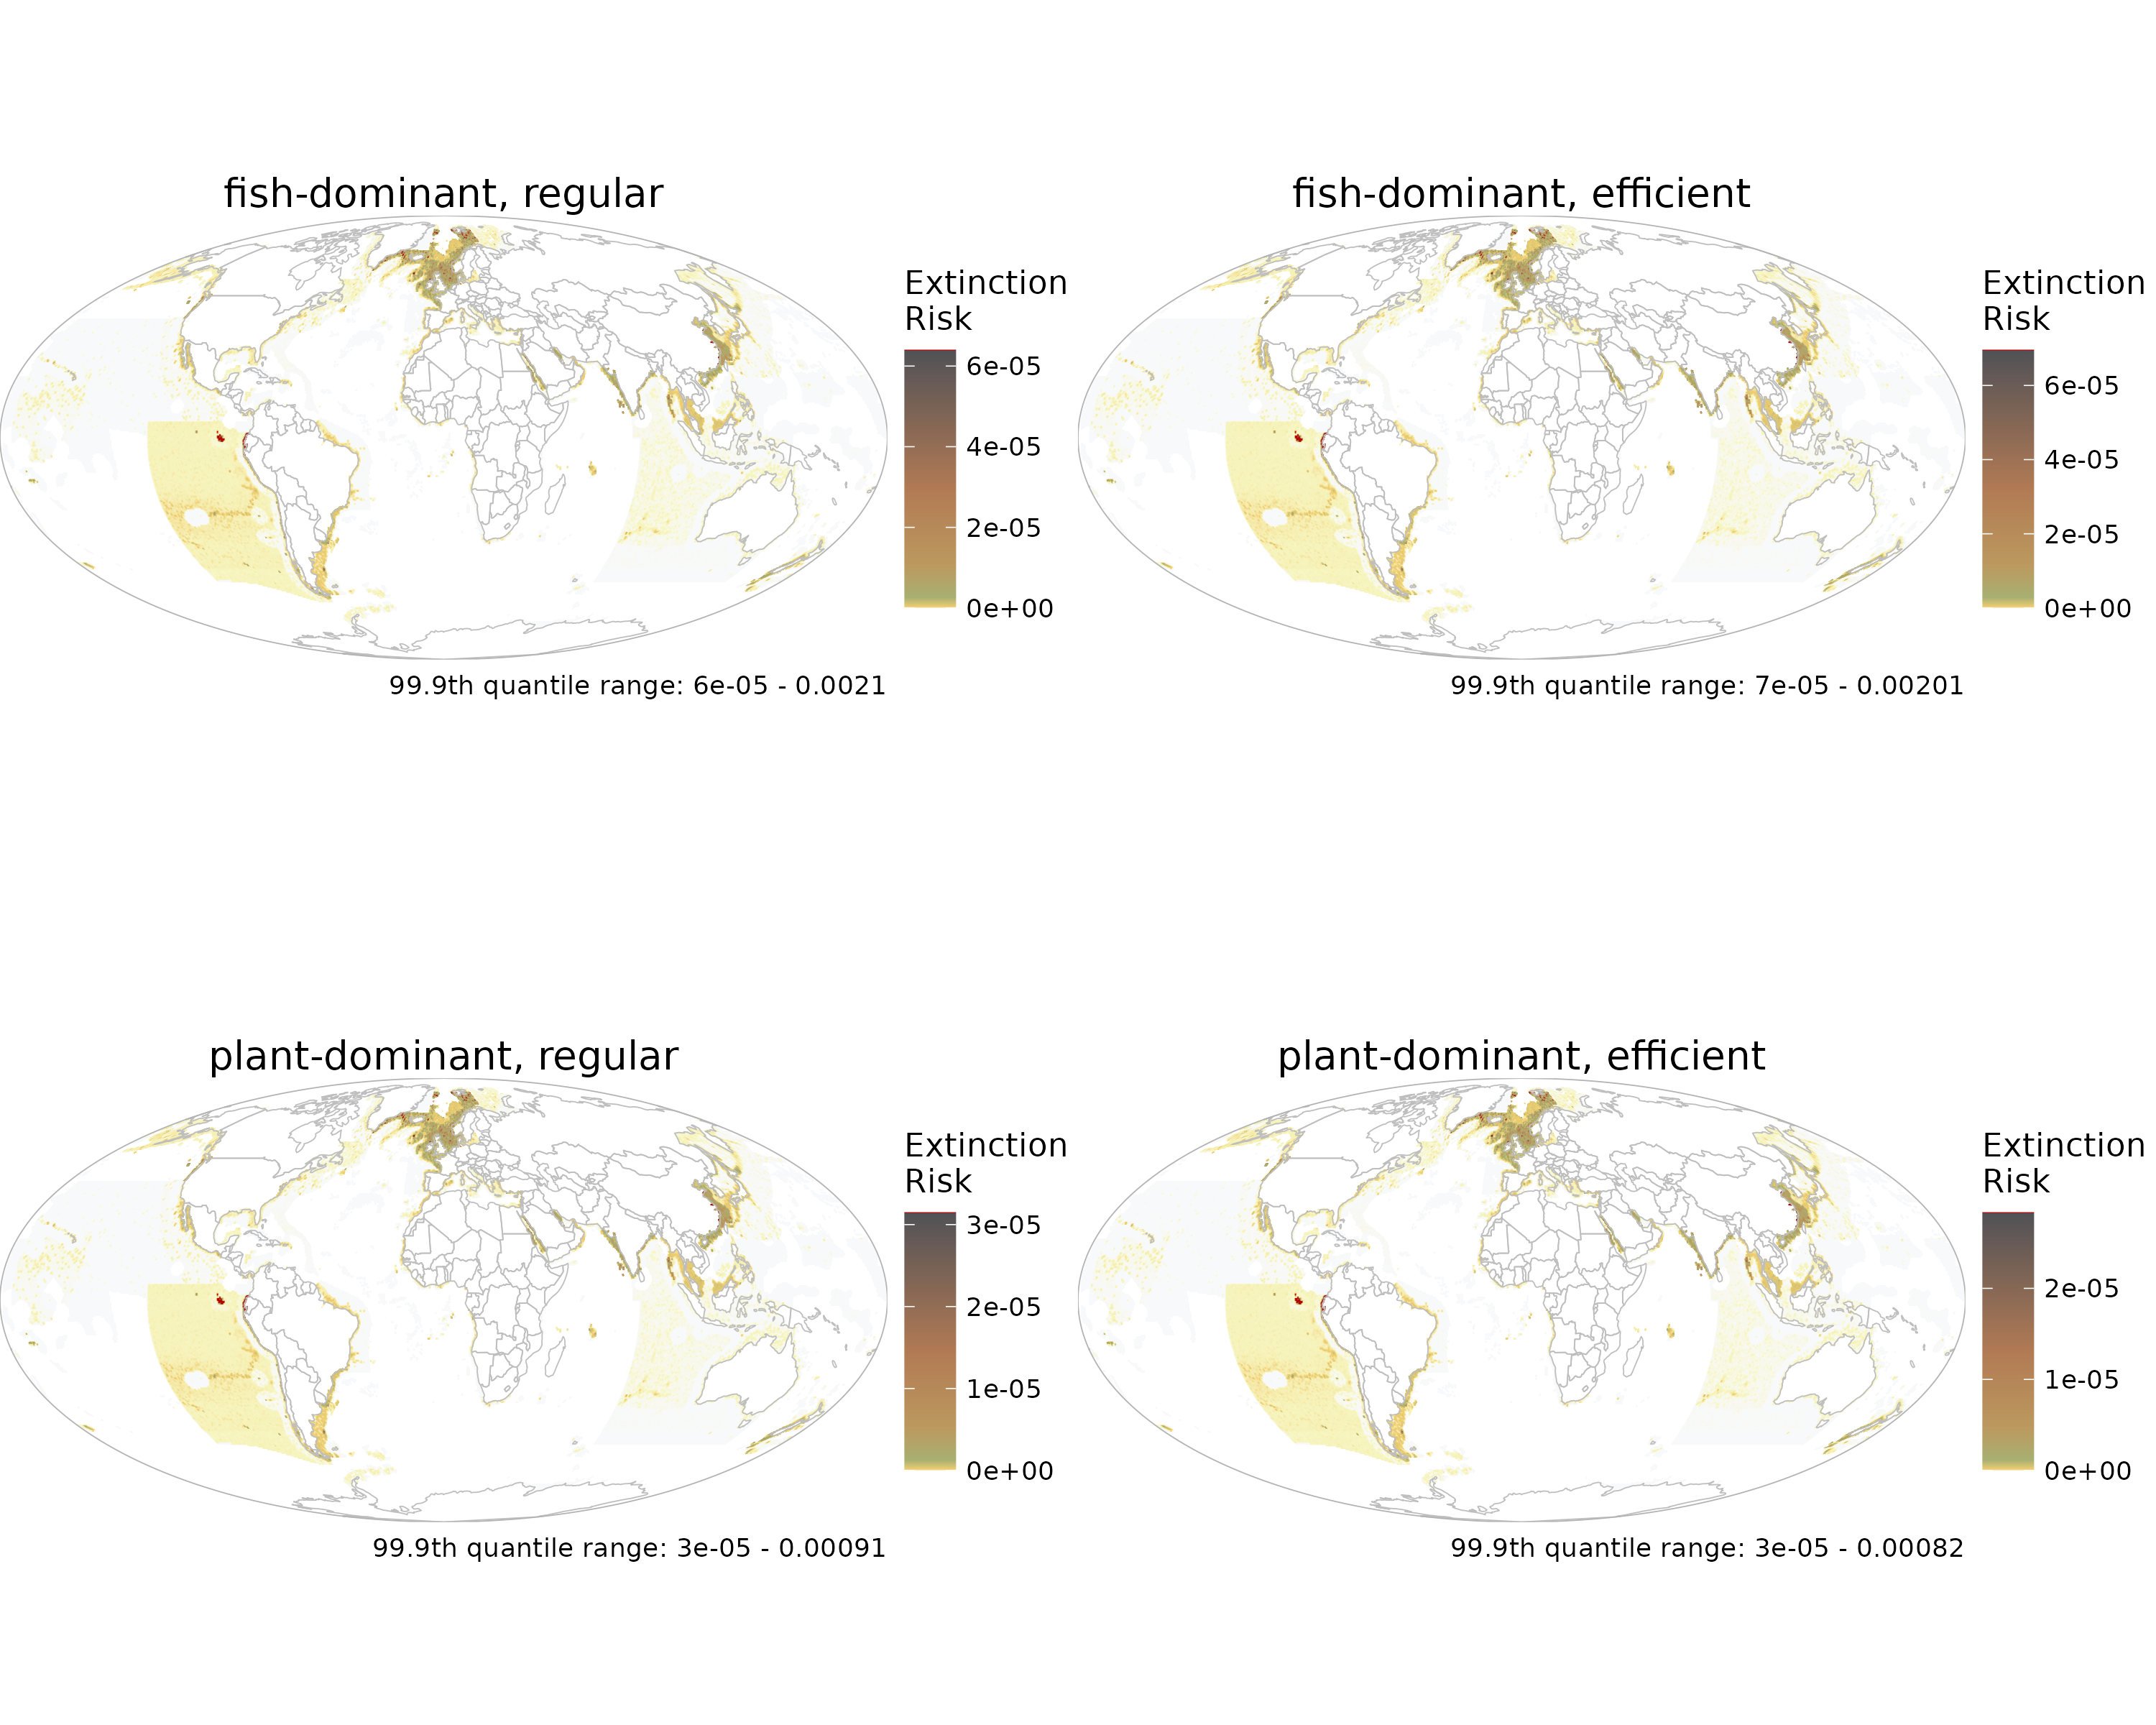 fish-dominant, regular
Extinction
Risk
6e-05
4e-05
2e-05
0e+00
99.9th quantile range: 6e-05 - 0.0021
fish-dominant, efficient
Extinction
Risk
6e-05
4e-05
2e-05
0e+00
99.9th quantile range: 7e-05 - 0.00201
plant-dominant, regular
Extinction
Risk
3e-05
2e-05
1e-05
0e+00
99.9th quantile range: 3e-05 - 0.00091
plant-dominant, efficient
Extinction
Risk
2e-05
1e-05
0e+00
99.9th quantile range: 3e-05 - 0.00082